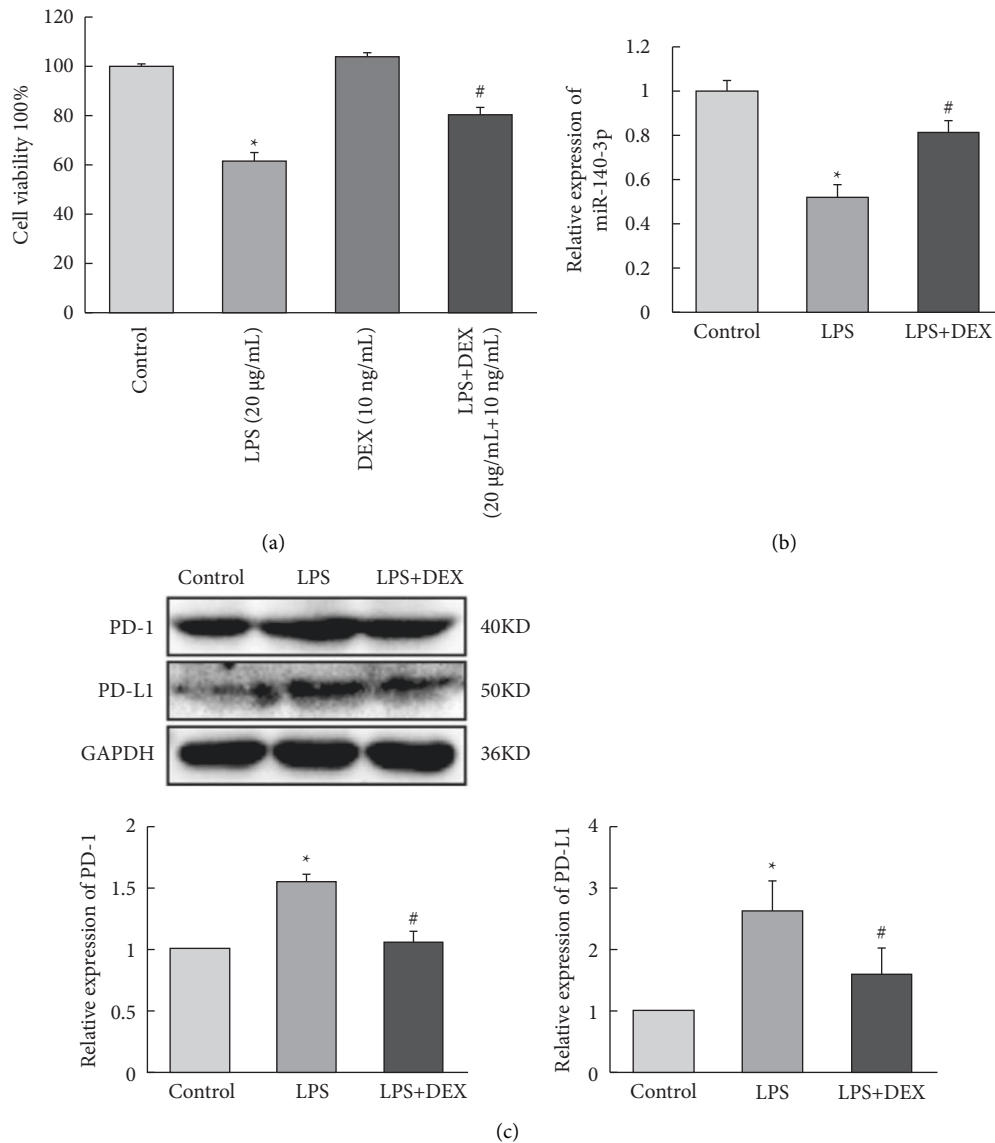 120
100
80
60
40
20
0
Cell viability 100%
*
#
Control
LPS (20 μg/mL)
DEX (10 ng/mL)
LPS+DEX
(20 μg/mL+10 ng/mL)
(a)
1.2
1
0.8
0.6
0.4
0.2
0
Relative expression of
miR-140-3p
*
#
Control LPS LPS+DEX
(b)
Control LPS LPS+DEX
PD-1 40KD
PD-L1 50KD
GAPDH 36KD
2
1.5
1
0.5
0
Relative expression of PD-1
*
#
Control LPS LPS+DEX
4
3
2
1
0
Relative expression of PD-L1
*
#
Control LPS LPS+DEX
(c)